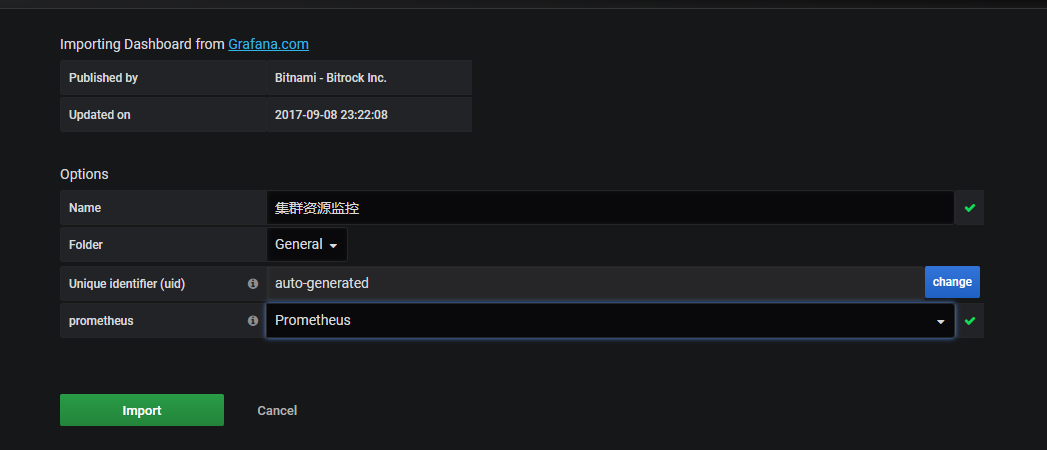 Importing Dashboard from Grafana.com
Published by Bitnami - Bitrock Inc.
Updated on 2017-09-08 23:22:08
Options
Name 集群资源监控
Folder General
Unique identifier (uid) auto-generated change
prometheus Prometheus
Import Cancel